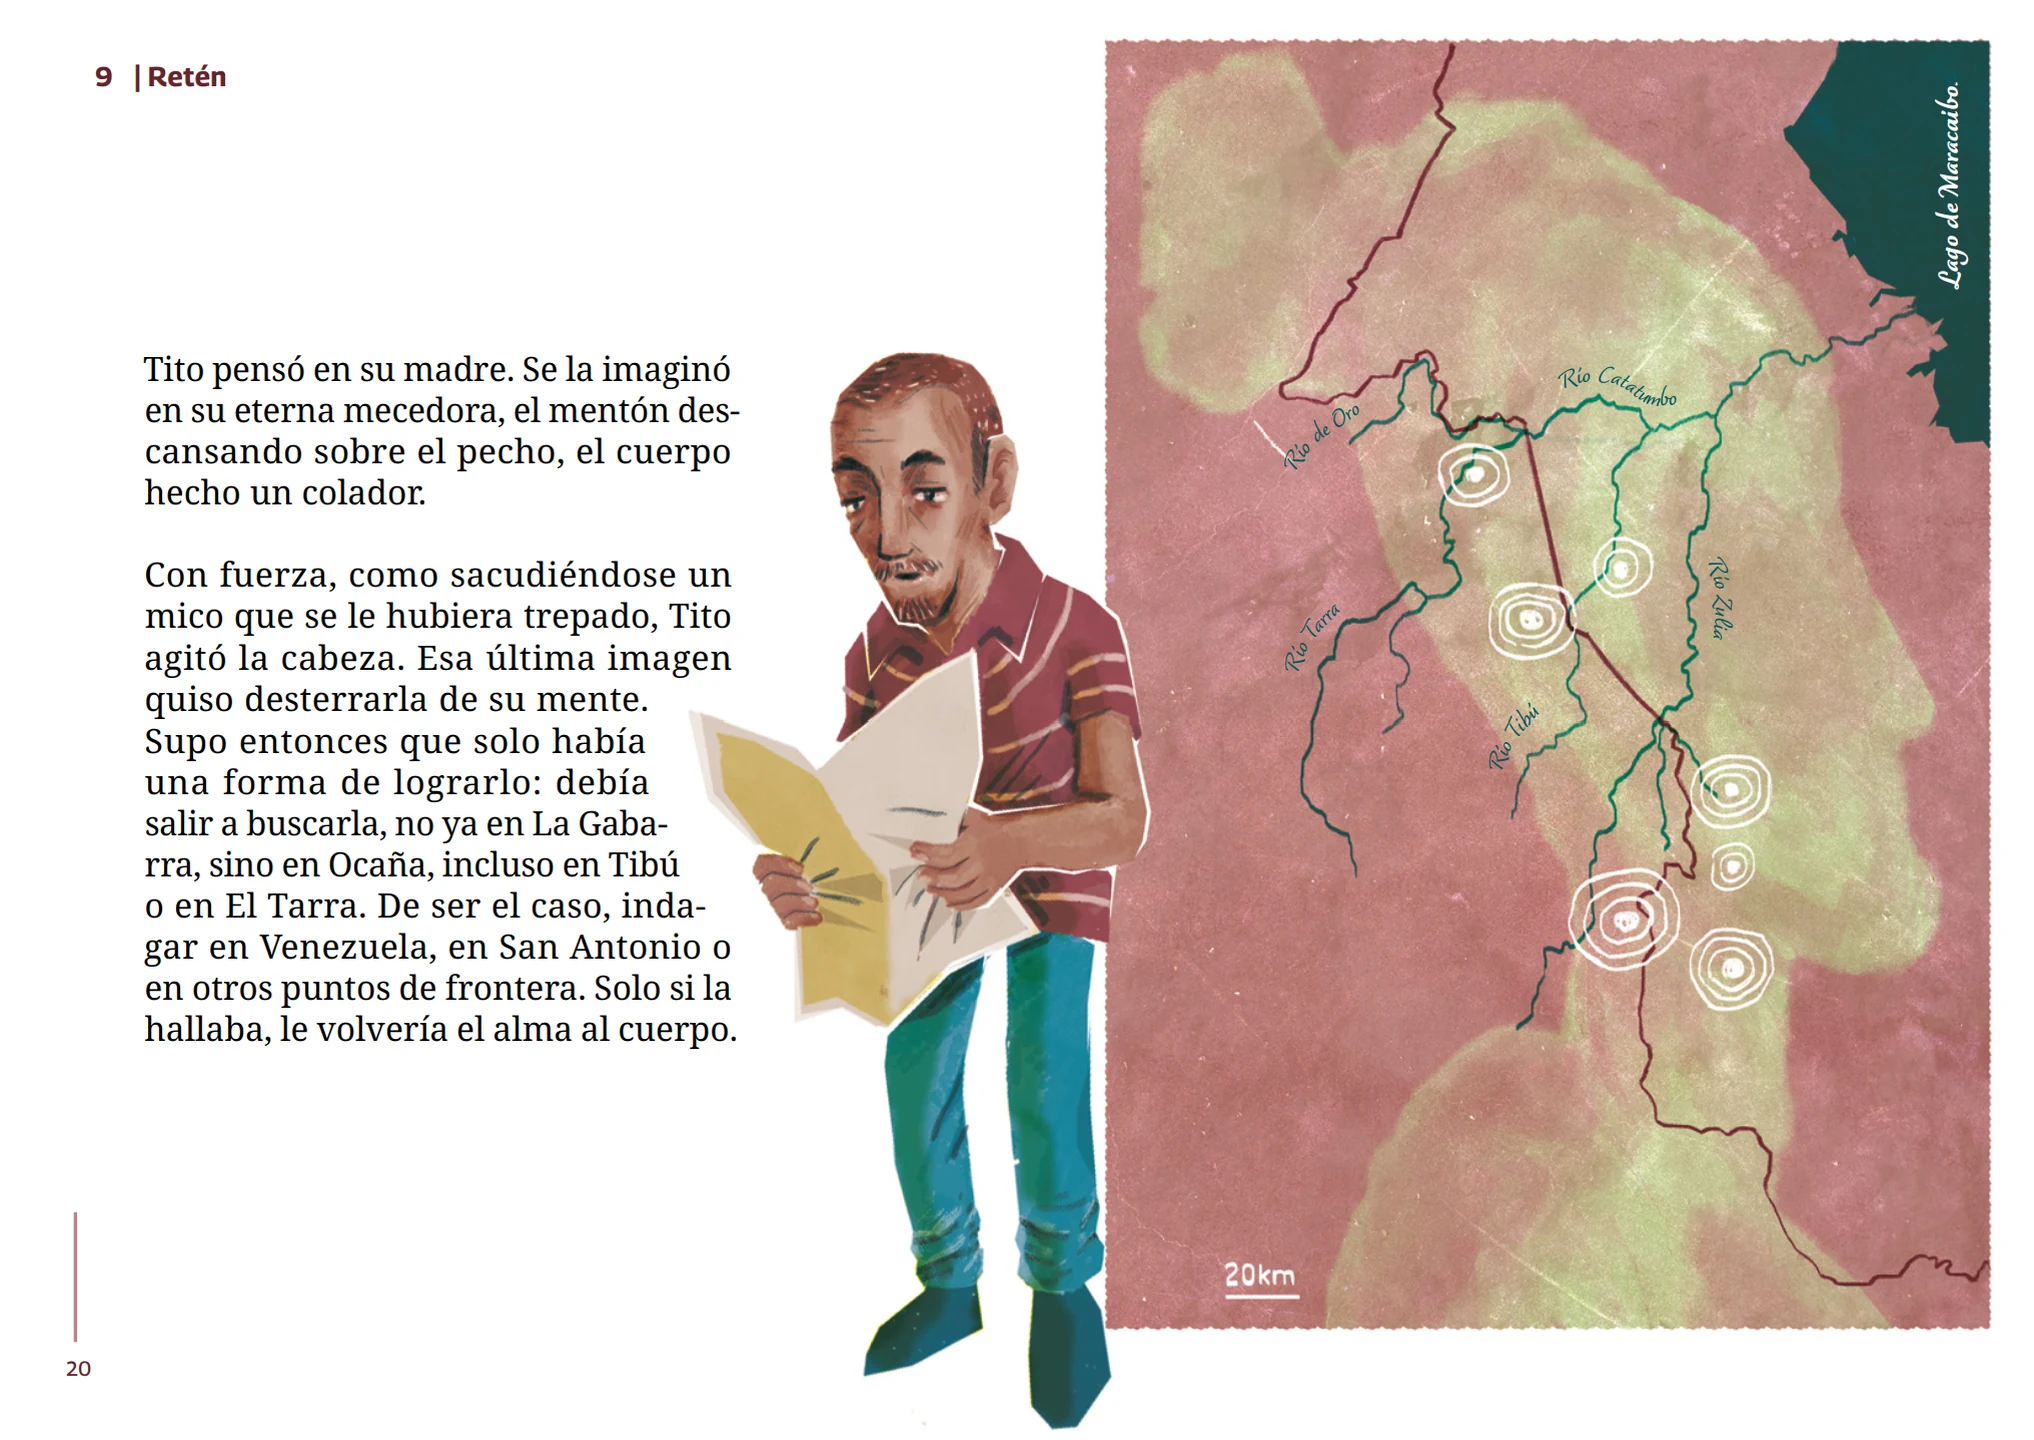 9 | Retén
Tito pensó en su madre. Se la imaginó
en su eterna mecedora, el mentón des-
cansando sobre el pecho, el cuerpo
hecho un colador.
Con fuerza, como sacudiéndose un
mico que se le hubiera trepado, Tito
agitó la cabeza. Esa última imagen
quiso desterrarla de su mente.
Supo entonces que solo había
una forma de lograrlo: debía
salir a buscarla, no ya en La Gaba-
rra, sino en Ocaña, incluso en Tibú
o en El Tarra. De ser el caso, inda-
gar en Venezuela, en San Antonio o
en otros puntos de frontera. Solo si la
hallaba, le volvería el alma al cuerpo.
20
Lago de Maracaibo.
Río Catatumbo
Río de Oro
Río Zulia
Río Tarra
Río Tibú
20km